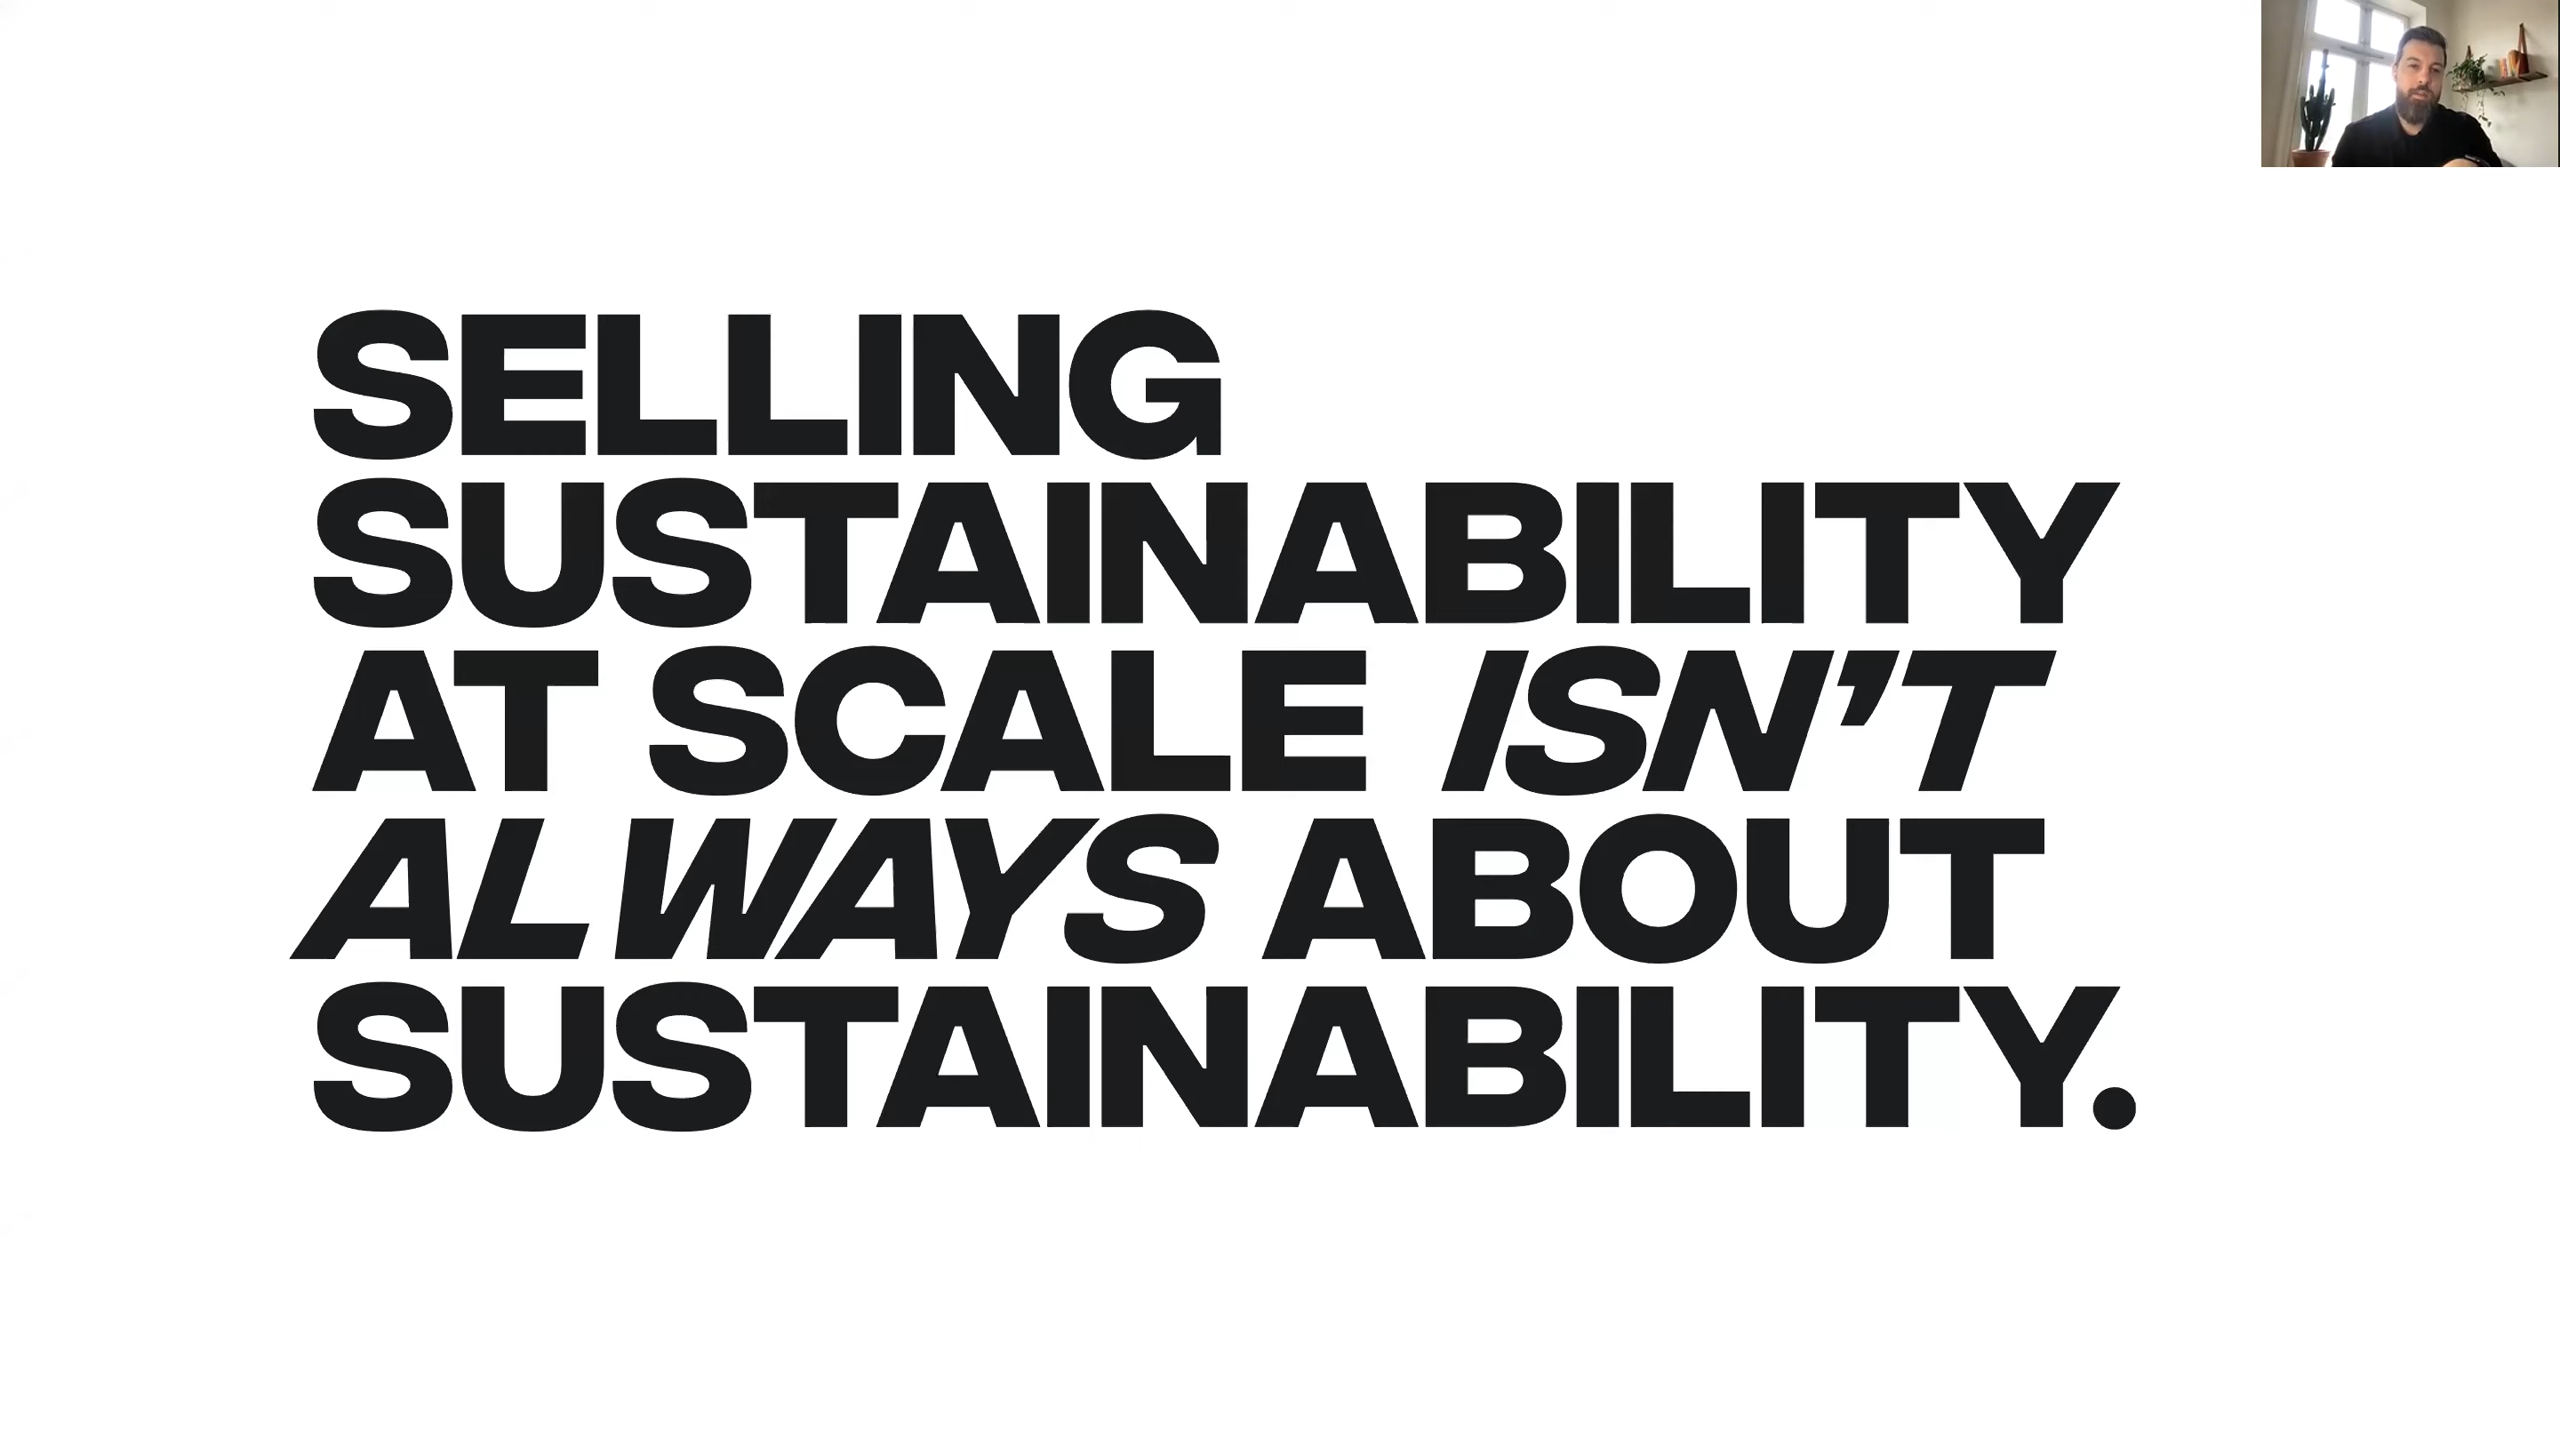 SELLING
SUSTAINABILITY
AT SCALE ISN’T
ALWAYS ABOUT
SUSTAINABILITY.